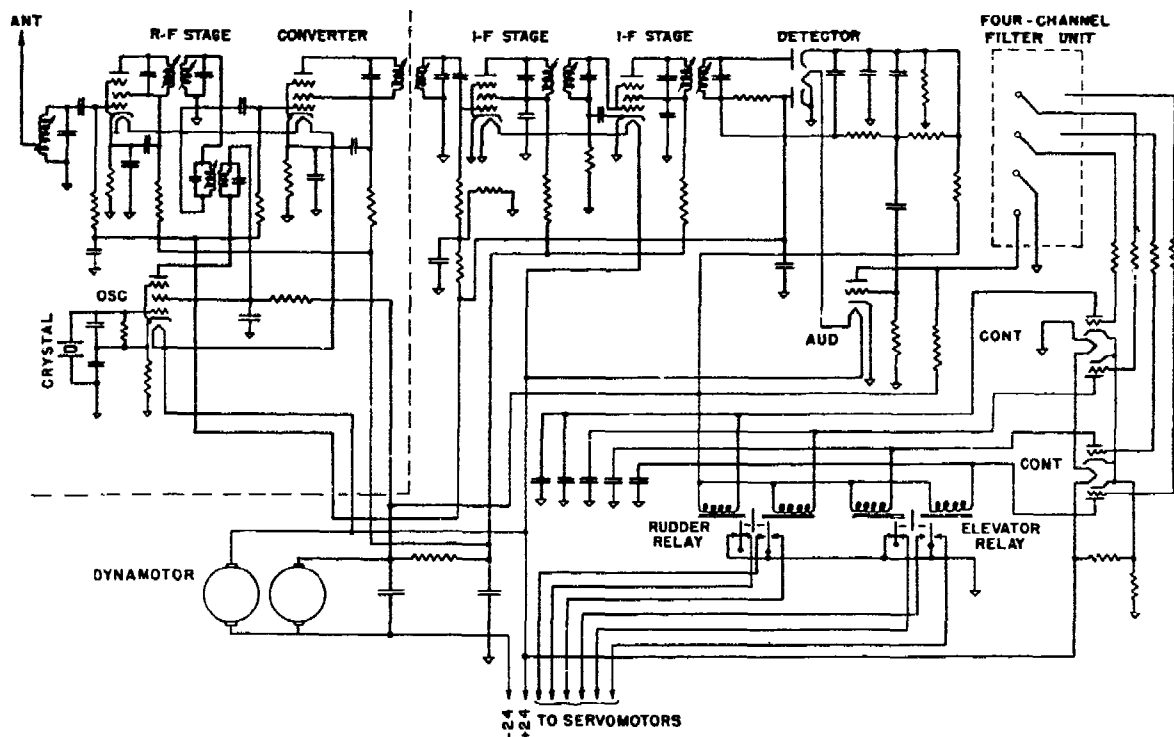 ANT
R-F STAGE
CONVERTER
I-F STAGE
I-F STAGE
DETECTOR
FOUR-CHANNEL
FILTER UNIT
OSC
CRYSTAL
AUD
CONT
CONT
RUDDER
RELAY
ELEVATOR
RELAY
DYNAMOTOR
-24
+24
TO SERVOMOTORS